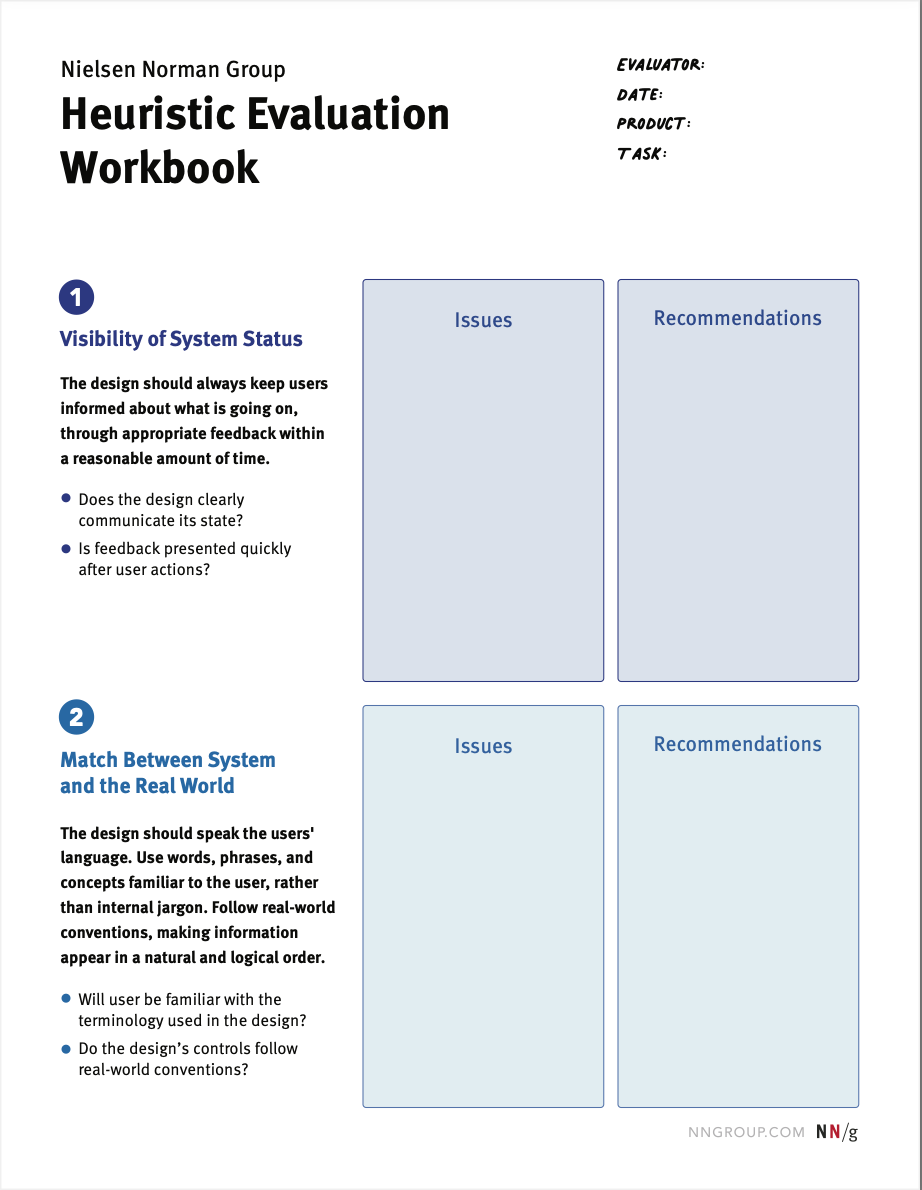 Nielsen Norman Group
Heuristic Evaluation
Workbook
EVALUATOR:
DATE:
PRODUCT:
TASK:
1
Visibility of System Status
The design should always keep users
informed about what is going on,
through appropriate feedback within
a reasonable amount of time.
Does the design clearly
communicate its state?
Is feedback presented quickly
after user actions?
Issues
Recommendations
2
Match Between System
and the Real World
The design should speak the users'
language. Use words, phrases, and
concepts familiar to the user, rather
than internal jargon. Follow real-world
conventions, making information
appear in a natural and logical order.
Will user be familiar with the
terminology used in the design?
Do the design’s controls follow
real-world conventions?
Issues
Recommendations
NNGROUP.COM NN/g